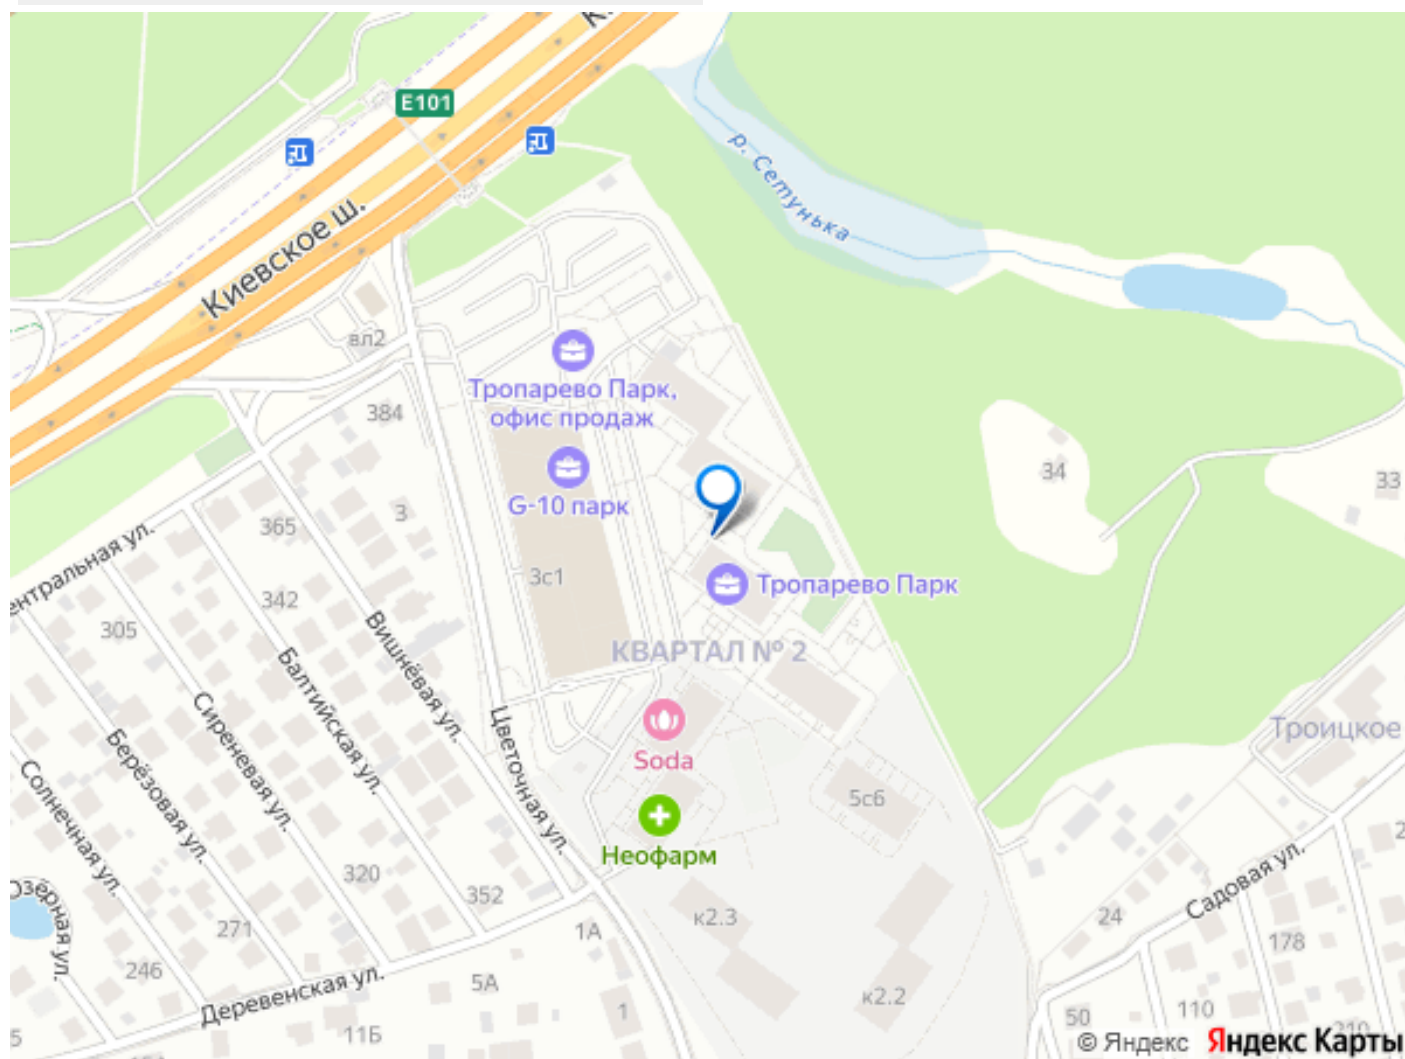 К
E101
р. Сетунька
Киевское ш.
вл2
Тропарево Парк,
офис продаж
384
G-10 парк
34
33
3
365
ентральная ул.
3с1
Тропарево Парк
342
305
Вишнёвая ул.
КВАРТАЛ № 2
Балтийская ул.
Сиреневая ул.
Цветочная ул.
Берёзовая ул.
Солнечная ул.
Soda
Троицкое
5с6
Неофарм
320
352
Озёрная ул.
Садовая ул.
2
24
к2.3
271
1А
178
246
5А
к2.2
Деревенская ул.
1
50
110
210
5
11Б
© Яндекс Яндекс Карты